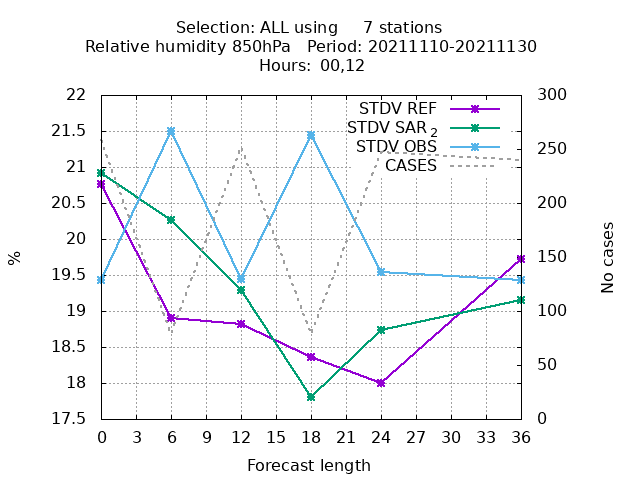 Selection: ALL using 7 stations
Relative humidity 850hPa Period: 20211110-20211130
Hours: 00,12
STDV REF
STDV SAR 2
STDV OBS
CASES
22
21.5
21
20.5
20
19.5
19
18.5
18
17.5
%
300
250
200
150
100
50
0
No cases
0 3 6 9 12 15 18 21 24 27 30 33 36
Forecast length